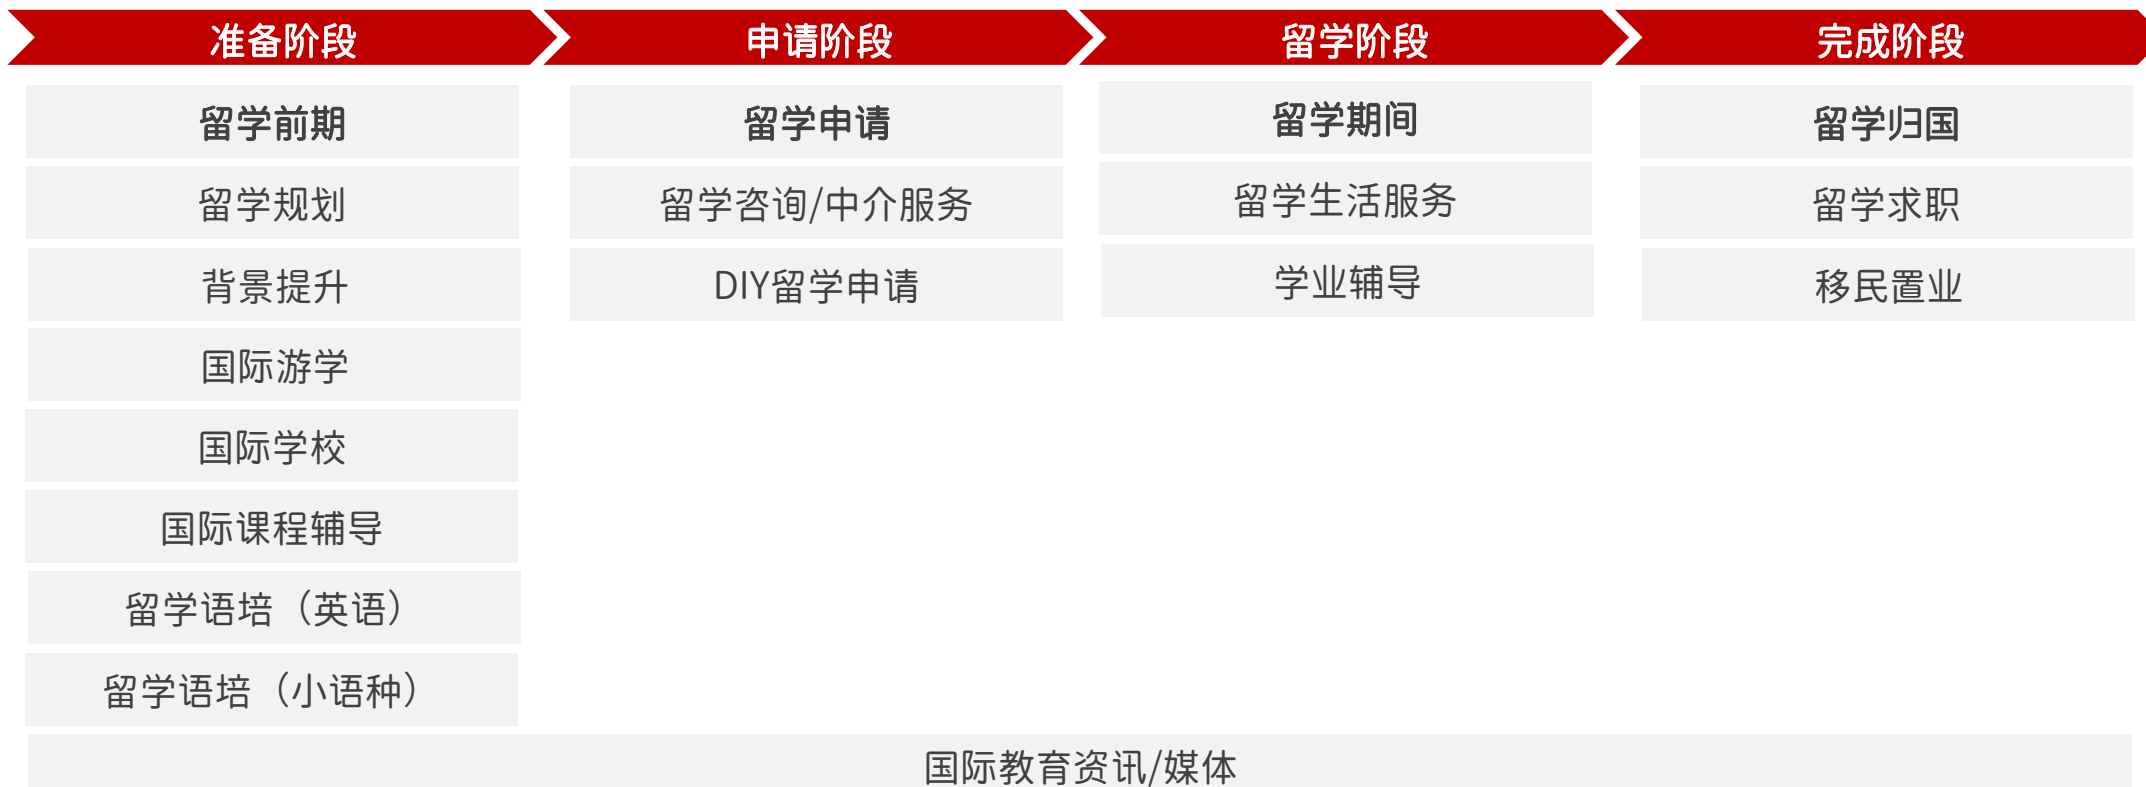 准备阶段
申请阶段
留学阶段
完成阶段
留学前期
留学规划
背景提升
国际游学
国际学校
国际课程辅导
留学语培（英语）
留学语培（小语种）
留学申请
留学咨询/中介服务
DIY留学申请
留学期间
留学生活服务
学业辅导
留学归国
留学求职
移民置业
国际教育资讯/媒体